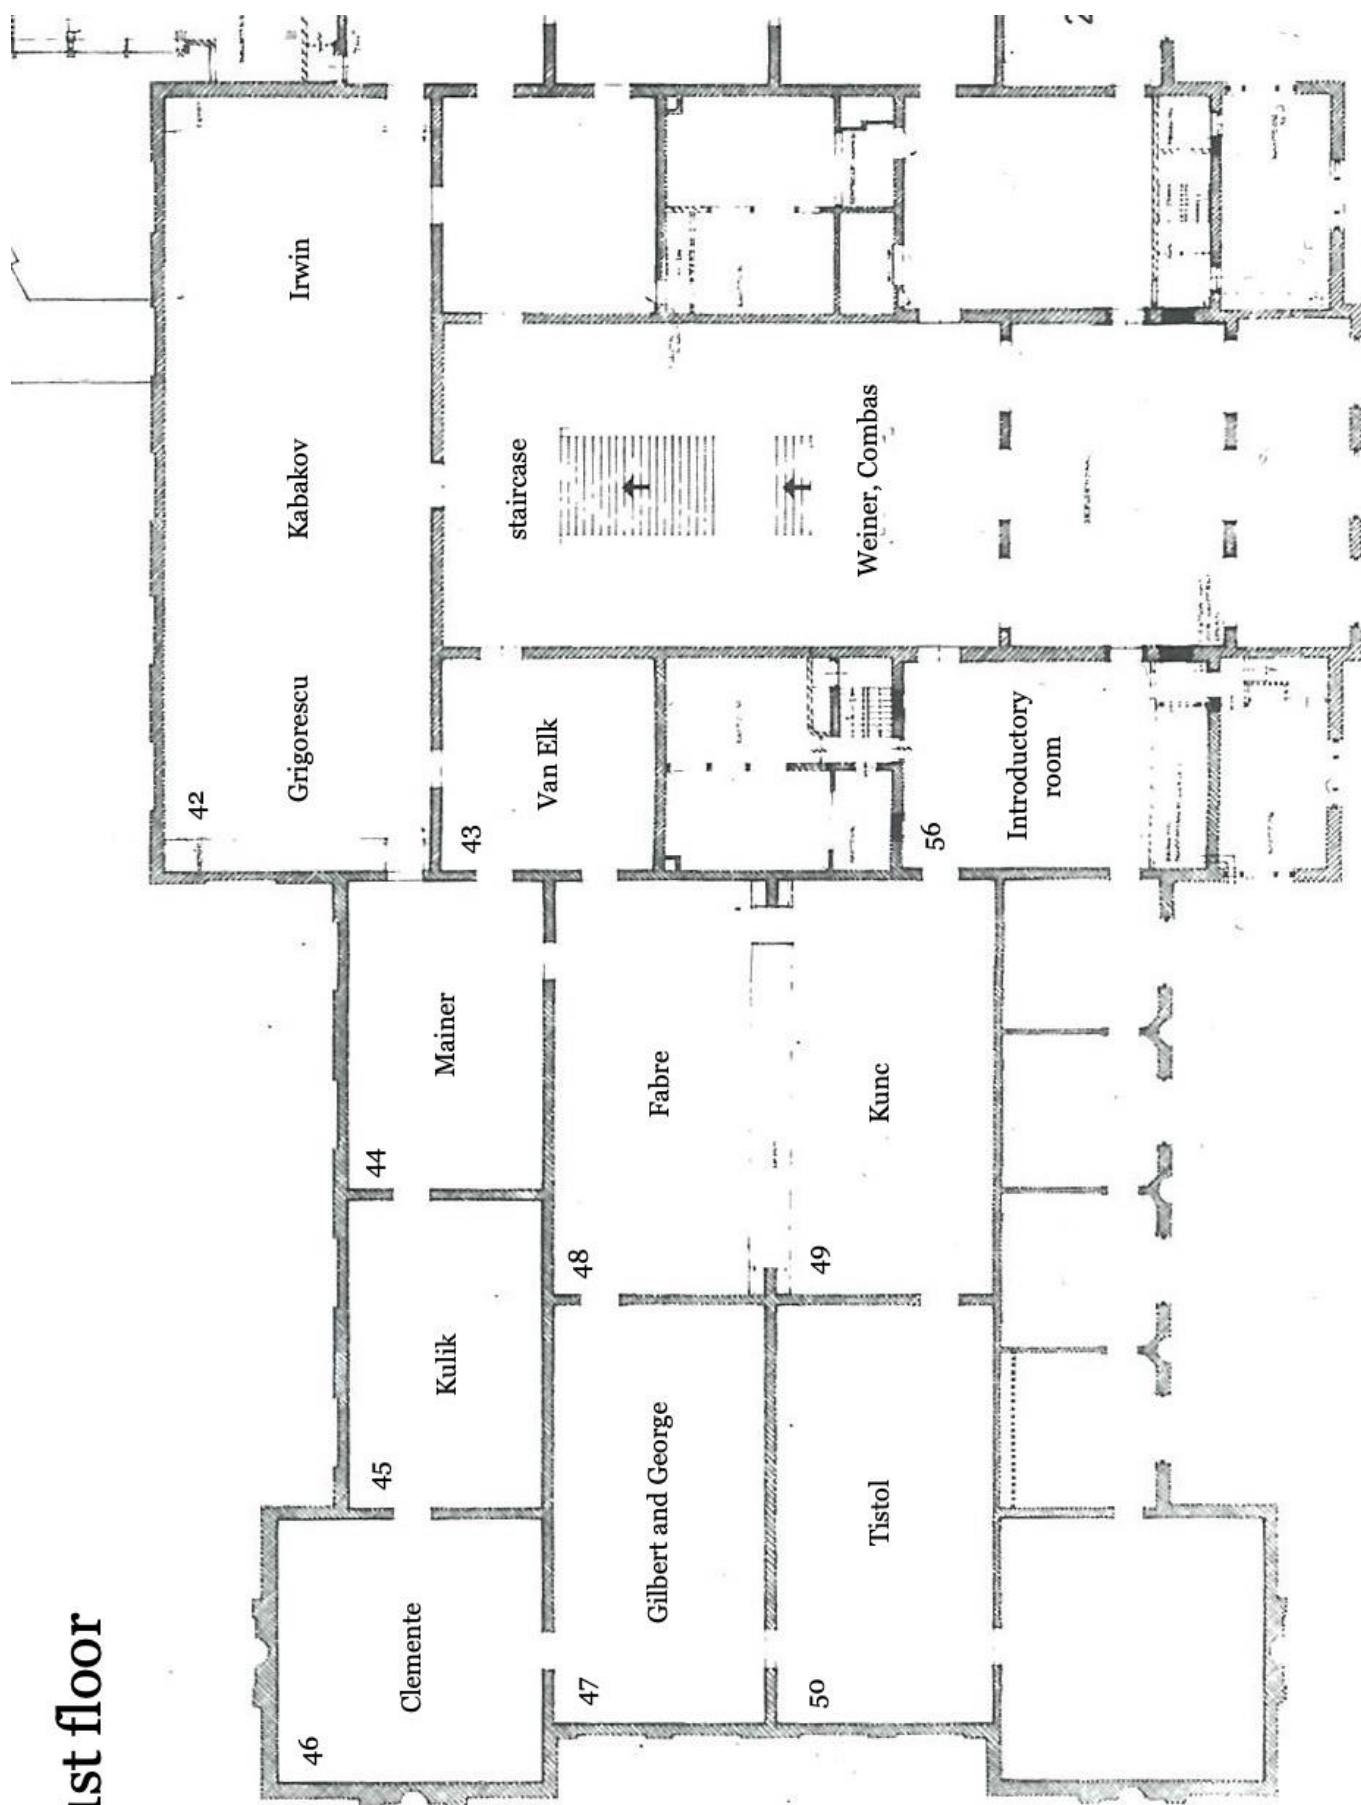 1st floor
42
Grigorescu
Kabakov
Irwin
43
Van Elk
staircase
Weiner, Combas
44
Mainer
45
Kulik
46
Clemente
47
Gilbert and George
48
Fabre
49
Kunc
50
Tistol
56
Introductory
room